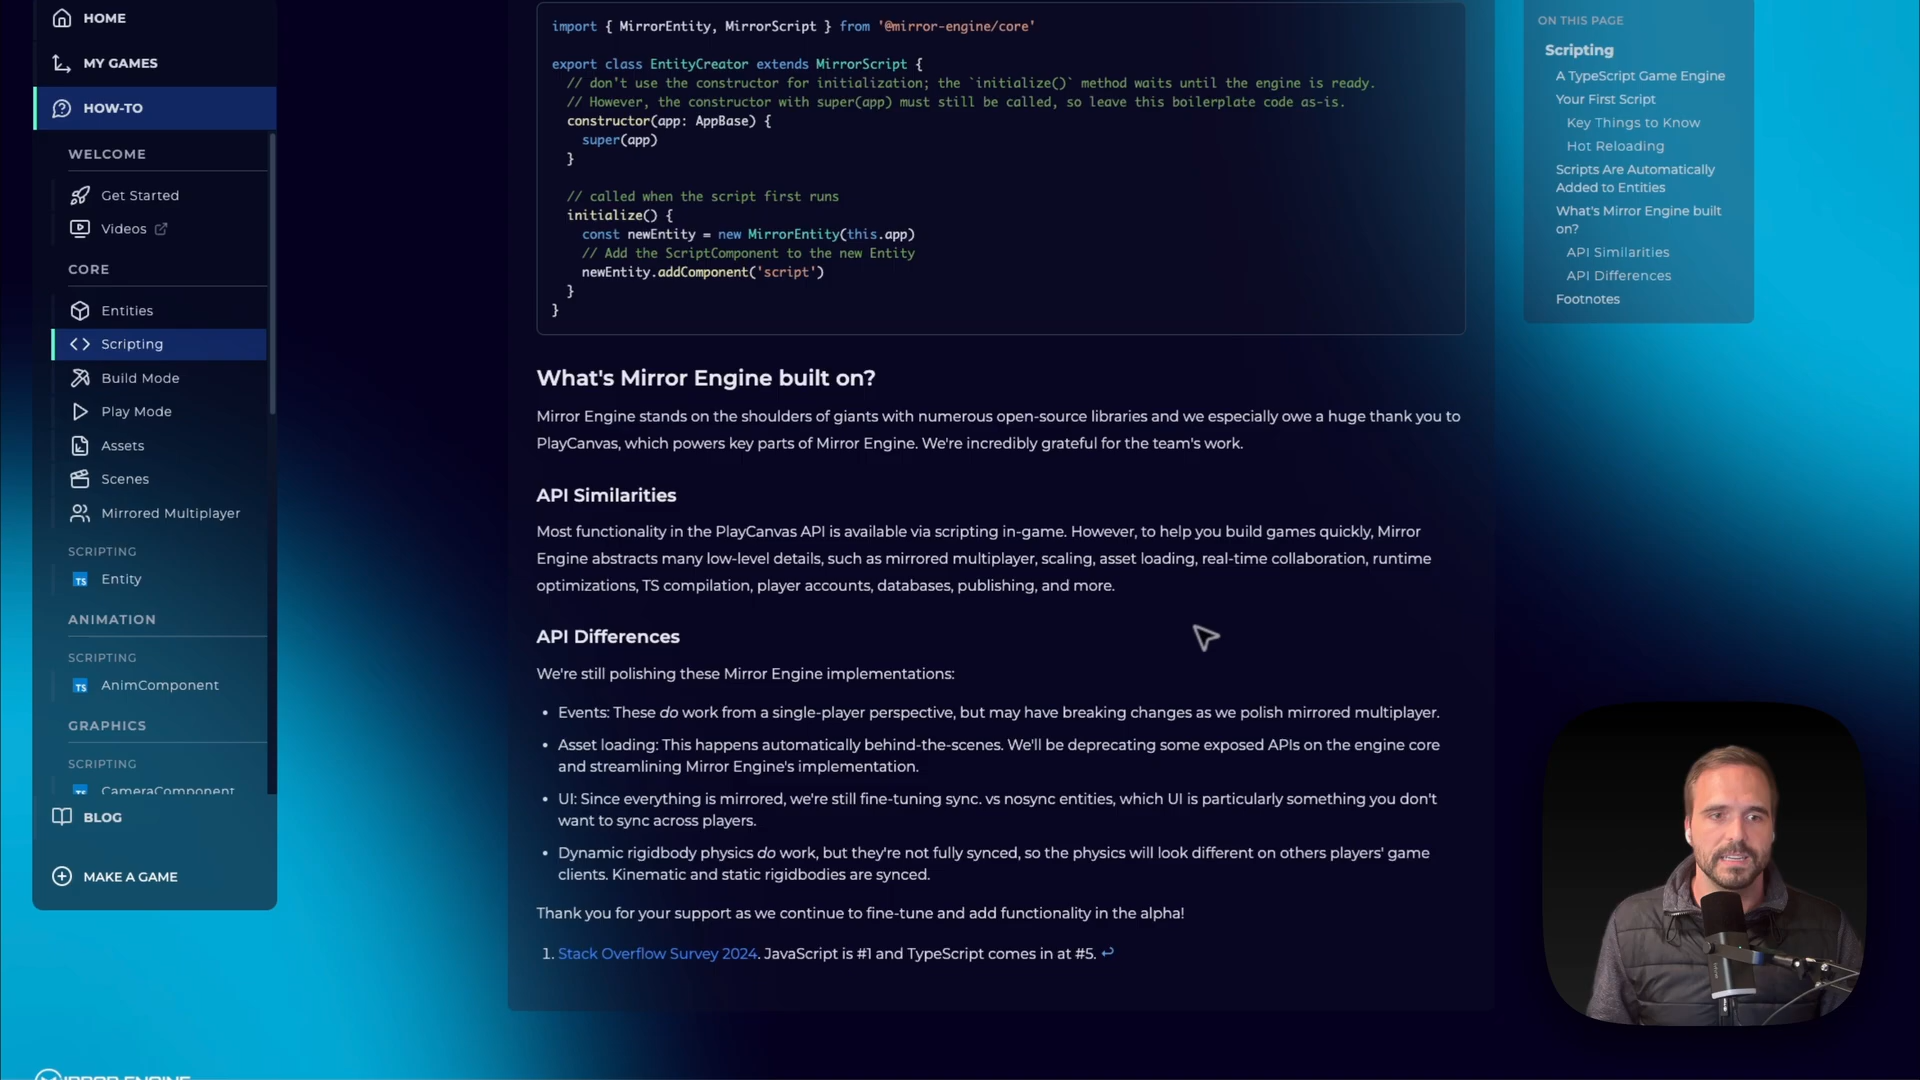 HOME
MY GAMES
HOW-TO
WELCOME
Get Started
Videos
CORE
Entities
Scripting
Build Mode
Play Mode
Assets
Scenes
Mirrored Multiplayer
SCRIPTING
TS Entity
ANIMATION
SCRIPTING
TS AnimComponent
GRAPHICS
SCRIPTING
TS CameraComponent
BLOG
MAKE A GAME
MIRROR ENGINE
import { MirrorEntity, MirrorScript } from '@mirror-engine/core'
export class EntityCreator extends MirrorScript {
// don't use the constructor for initialization; the `initialize()` method waits until the engine is ready.
// However, the constructor with super(app) must still be called, so leave this boilerplate code as-is.
constructor(app: AppBase) {
super(app)
}
// called when the script first runs
initialize() {
const newEntity = new MirrorEntity(this.app)
// Add the ScriptComponent to the new Entity
newEntity.addComponent('script')
}
}
What's Mirror Engine built on?
Mirror Engine stands on the shoulders of giants with numerous open-source libraries and we especially owe a huge thank you to
PlayCanvas, which powers key parts of Mirror Engine. We're incredibly grateful for the team's work.
API Similarities
Most functionality in the PlayCanvas API is available via scripting in-game. However, to help you build games quickly, Mirror
Engine abstracts many low-level details, such as mirrored multiplayer, scaling, asset loading, real-time collaboration, runtime
optimizations, TS compilation, player accounts, databases, publishing, and more.
API Differences
We're still polishing these Mirror Engine implementations:
• Events: These do work from a single-player perspective, but may have breaking changes as we polish mirrored multiplayer.
• Asset loading: This happens automatically behind-the-scenes. We'll be deprecating some exposed APIs on the engine core
and streamlining Mirror Engine's implementation.
• UI: Since everything is mirrored, we're still fine-tuning sync. vs nosync entities, which UI is particularly something you don't
want to sync across players.
• Dynamic rigidbody physics do work, but they're not fully synced, so the physics will look different on others players' game
clients. Kinematic and static rigidbodies are synced.
Thank you for your support as we continue to fine-tune and add functionality in the alpha!
1. Stack Overflow Survey 2024. JavaScript is #1 and TypeScript comes in at #5. ↩
ON THIS PAGE
Scripting
A TypeScript Game Engine
Your First Script
Key Things to Know
Hot Reloading
Scripts Are Automatically
Added to Entities
What's Mirror Engine built
on?
API Similarities
API Differences
Footnotes